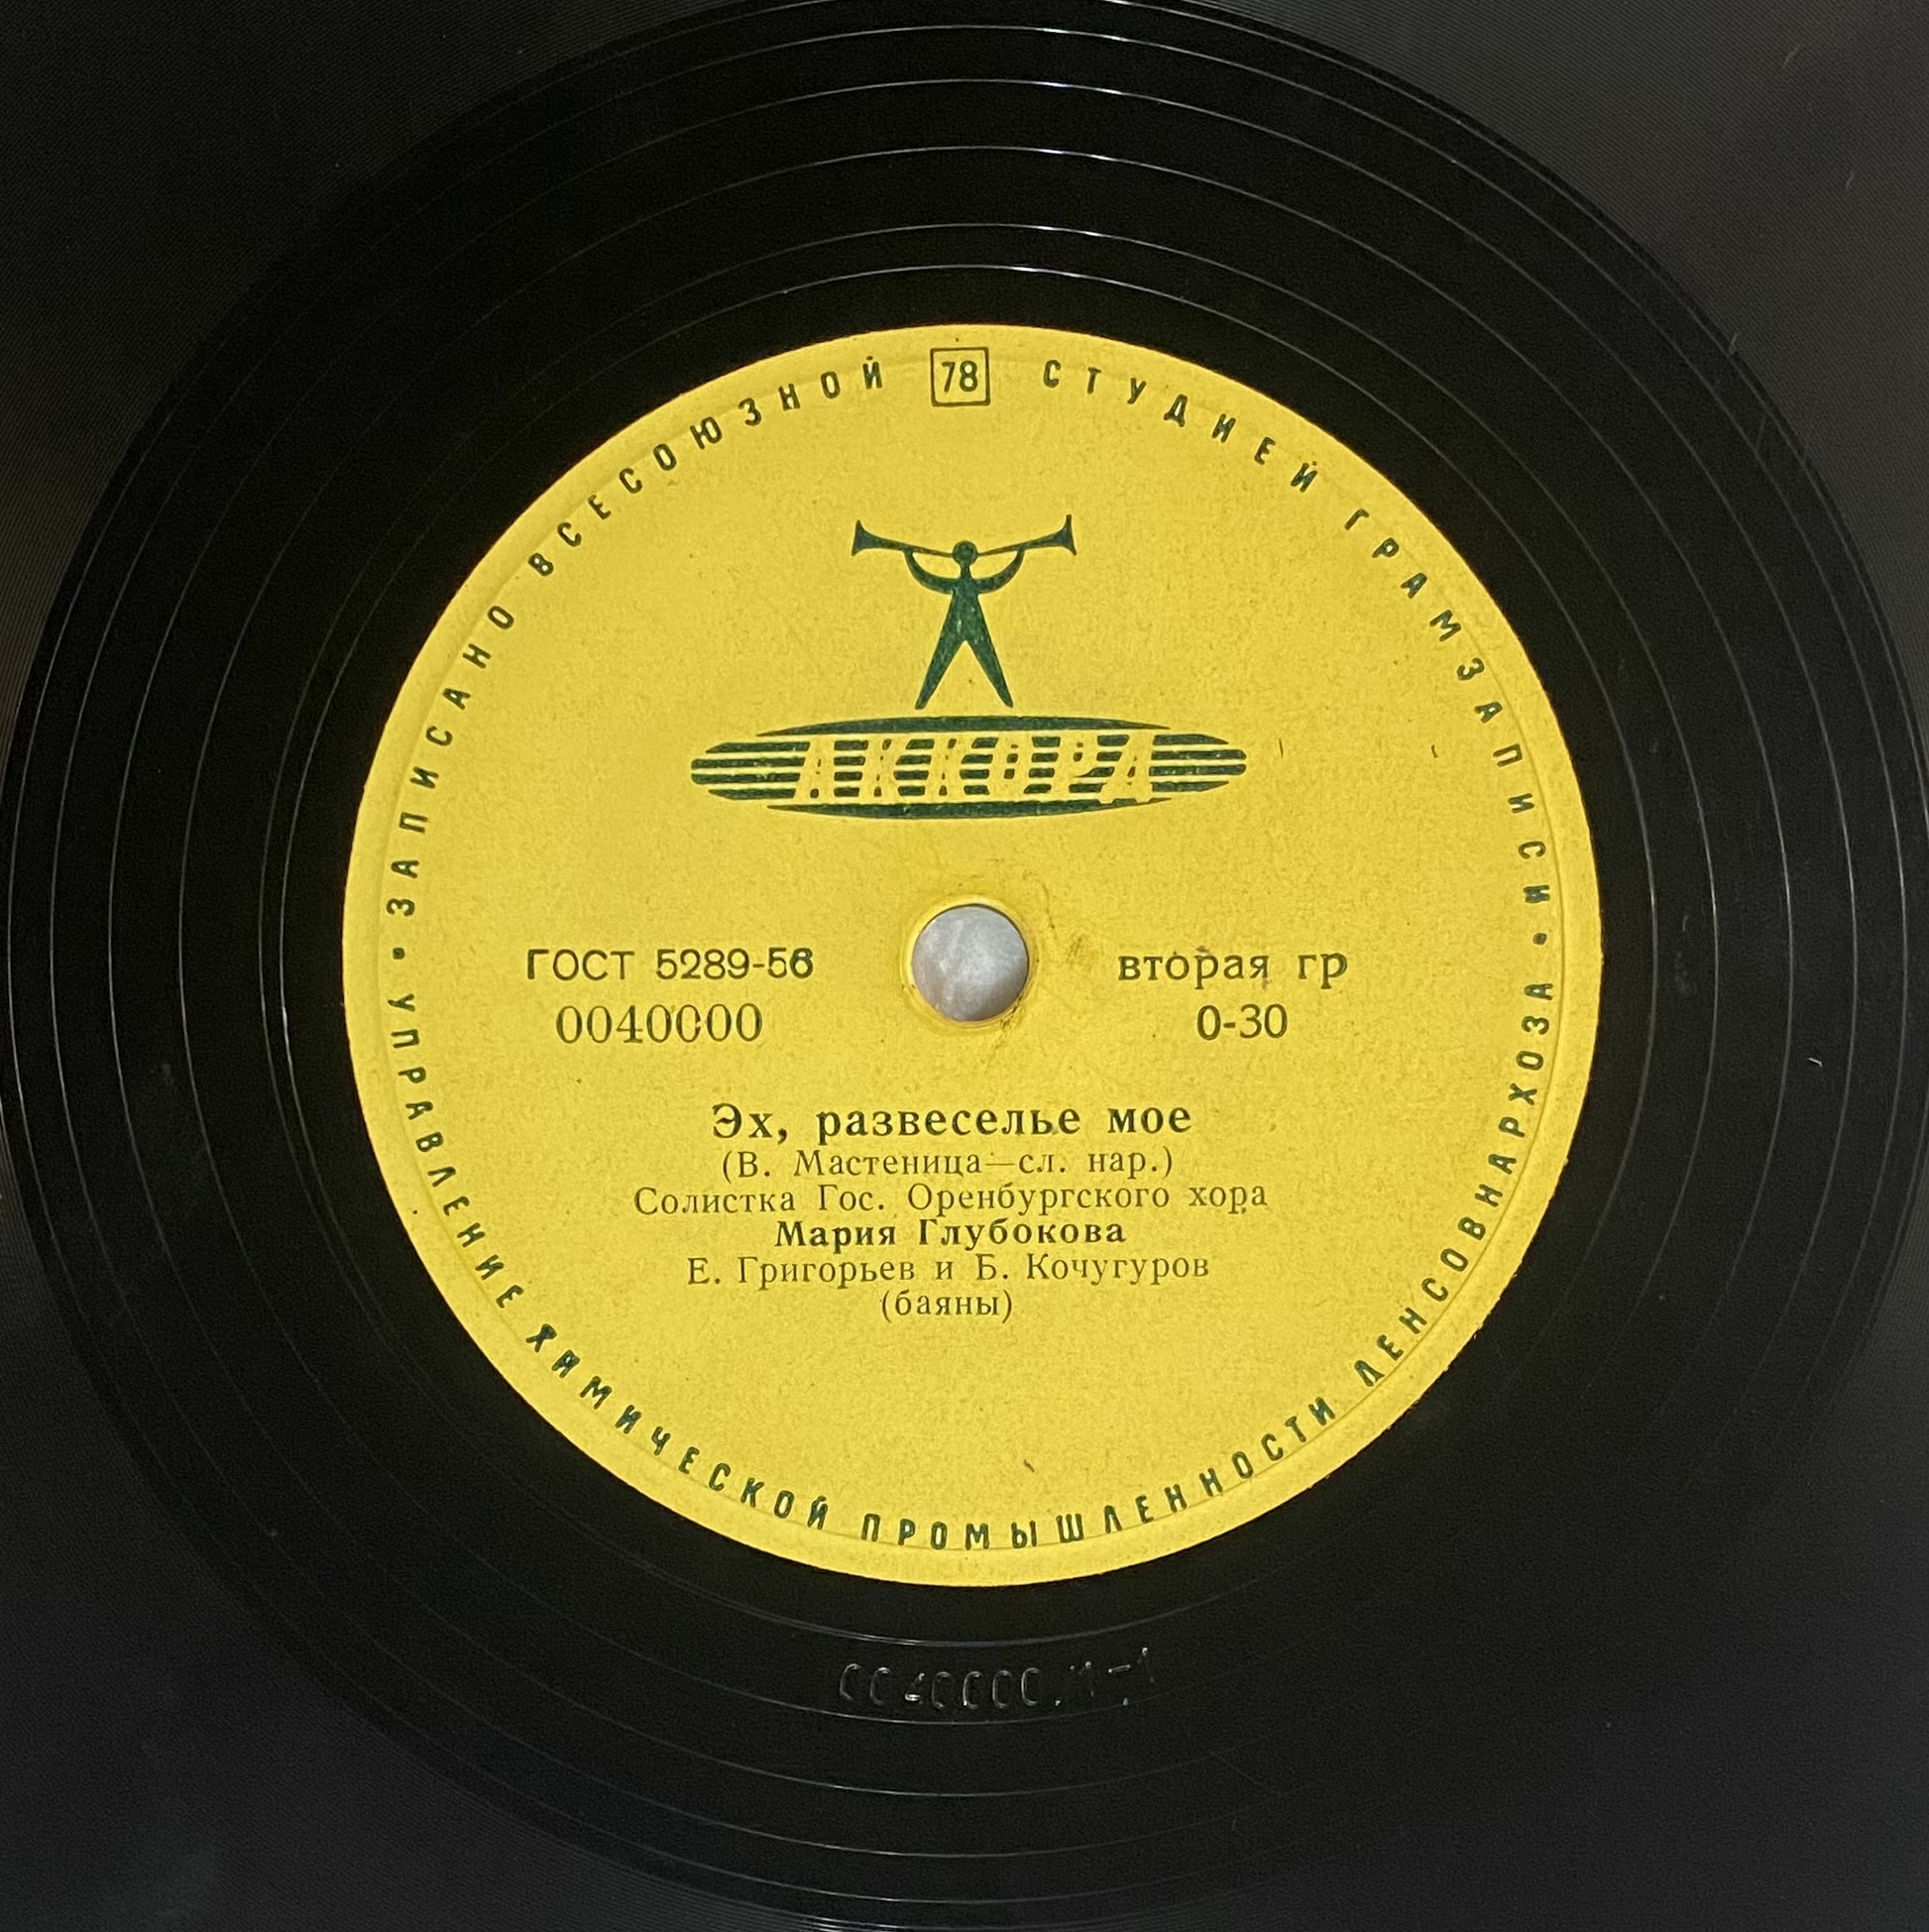 ЗАПИСАНО ВСЕСОЮЗНОЙ 78 СТУДИЕЙ ГРАМЗАПИСИ
АККОРД
ГОСТ 5289-56
вторая гр
0040000
0-30
Эх, развеселье мое
(В. Мастеница—сл. нар.)
Солистка Гос. Оренбургского хора
Мария Глубокова
Е. Григорьев и Б. Кочугуров
(баяны)
УПРАВЛЕНИЕ ХИМИЧЕСКОЙ ПРОМЫШЛЕННОСТИ ЛЕНСОВНАРХОЗА